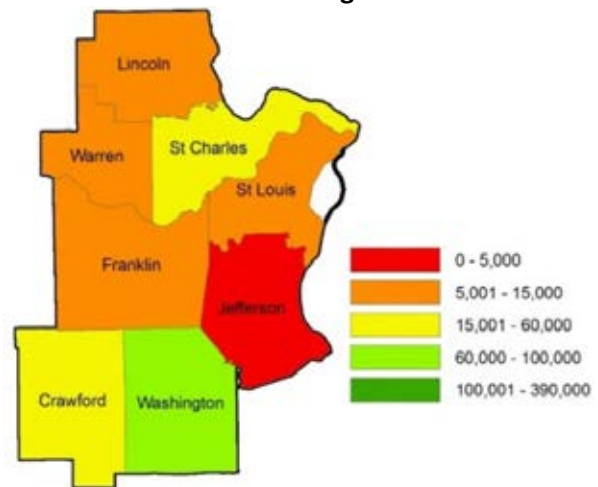 Lincoln
Warren
St Charles
St Louis
Franklin
Jefferson
Crawford
Washington
0 - 5,000
5,001 - 15,000
15,001 - 60,000
60,000 - 100,000
100,001 - 390,000